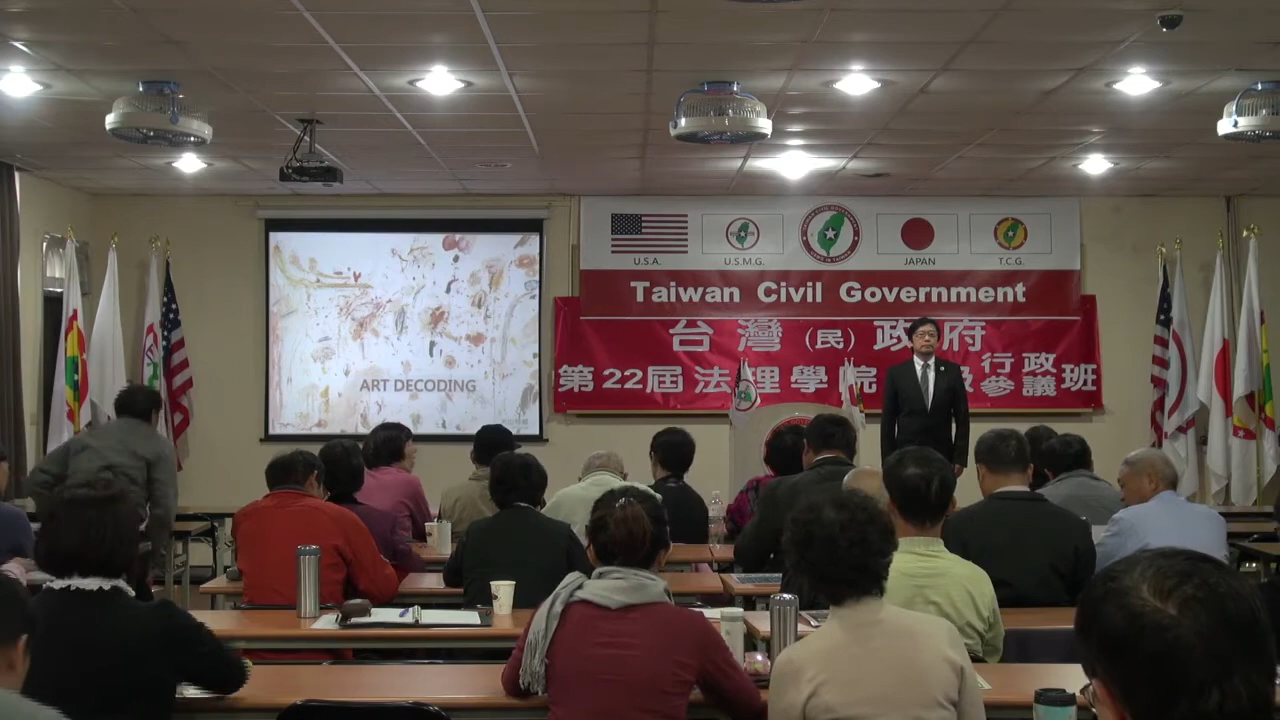 U.S.A.
U.S.M.G.
JAPAN
T.C.G.
Taiwan Civil Government
台灣(民)政府
第22屆法理學院 級行政參議班
ART DECODING